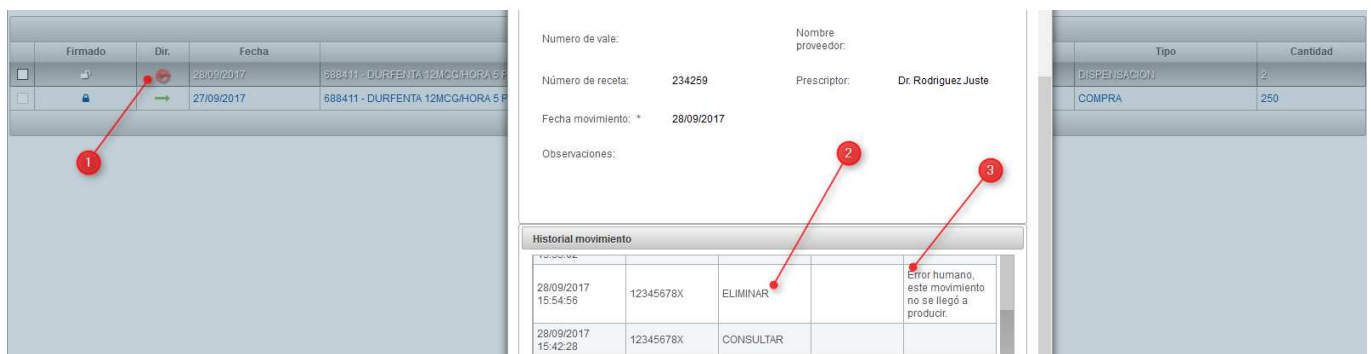 Numero de vale:
Nombre
proveedor:
Firmado Dir. Fecha Tipo Cantidad
28/09/2017 688411 - DURFENTA 12MCG/HORA 5 P DISPENSACION 2
Número de receta: 234259 Prescriptor: Dr. Rodriguez Juste
27/09/2017 688411 - DURFENTA 12MCG/HORA 5 P COMPRA 250
Fecha movimiento: * 28/09/2017
Observaciones:
1
2
3
Historial movimiento
28/09/2017
15:54:56
12345678X
ELIMINAR
Error humano,
este movimiento
no se llegó a
producir.
28/09/2017
15:42:28
12345678X
CONSULTAR